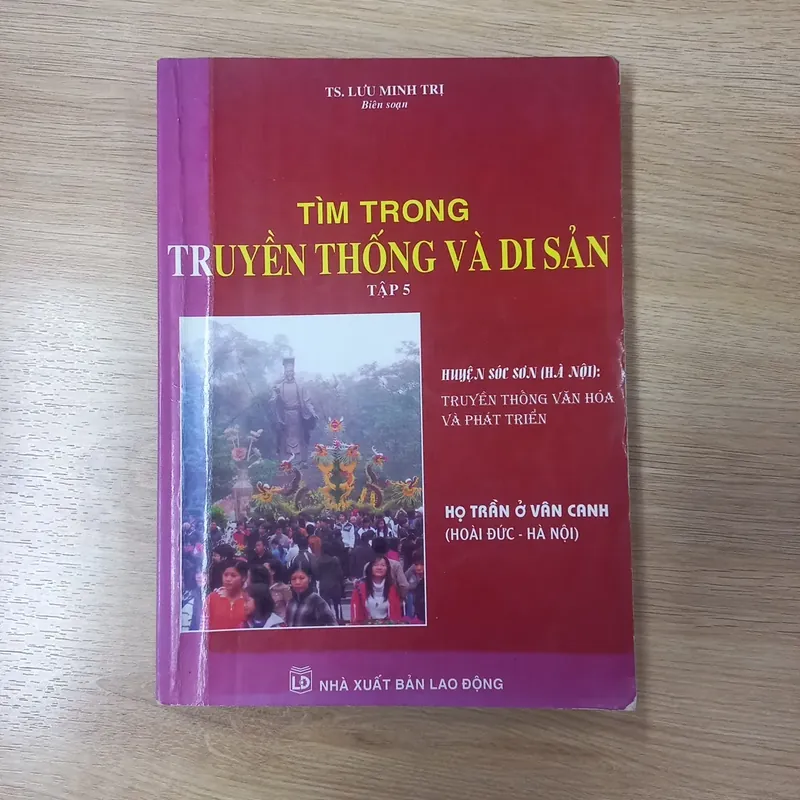 TS. LƯU MINH TRỊ
Biên soạn
TÌM TRONG
TRUYỀN THỐNG VÀ DI SẢN
TẬP 5
HUYỆN SÓC SƠN (HÀ NỘI):
TRUYỀN THỐNG VĂN HÓA
VÀ PHÁT TRIỂN
HỌ TRẦN Ở VÂN CANH
(HOÀI ĐỨC - HÀ NỘI)
LĐ NHÀ XUẤT BẢN LAO ĐỘNG